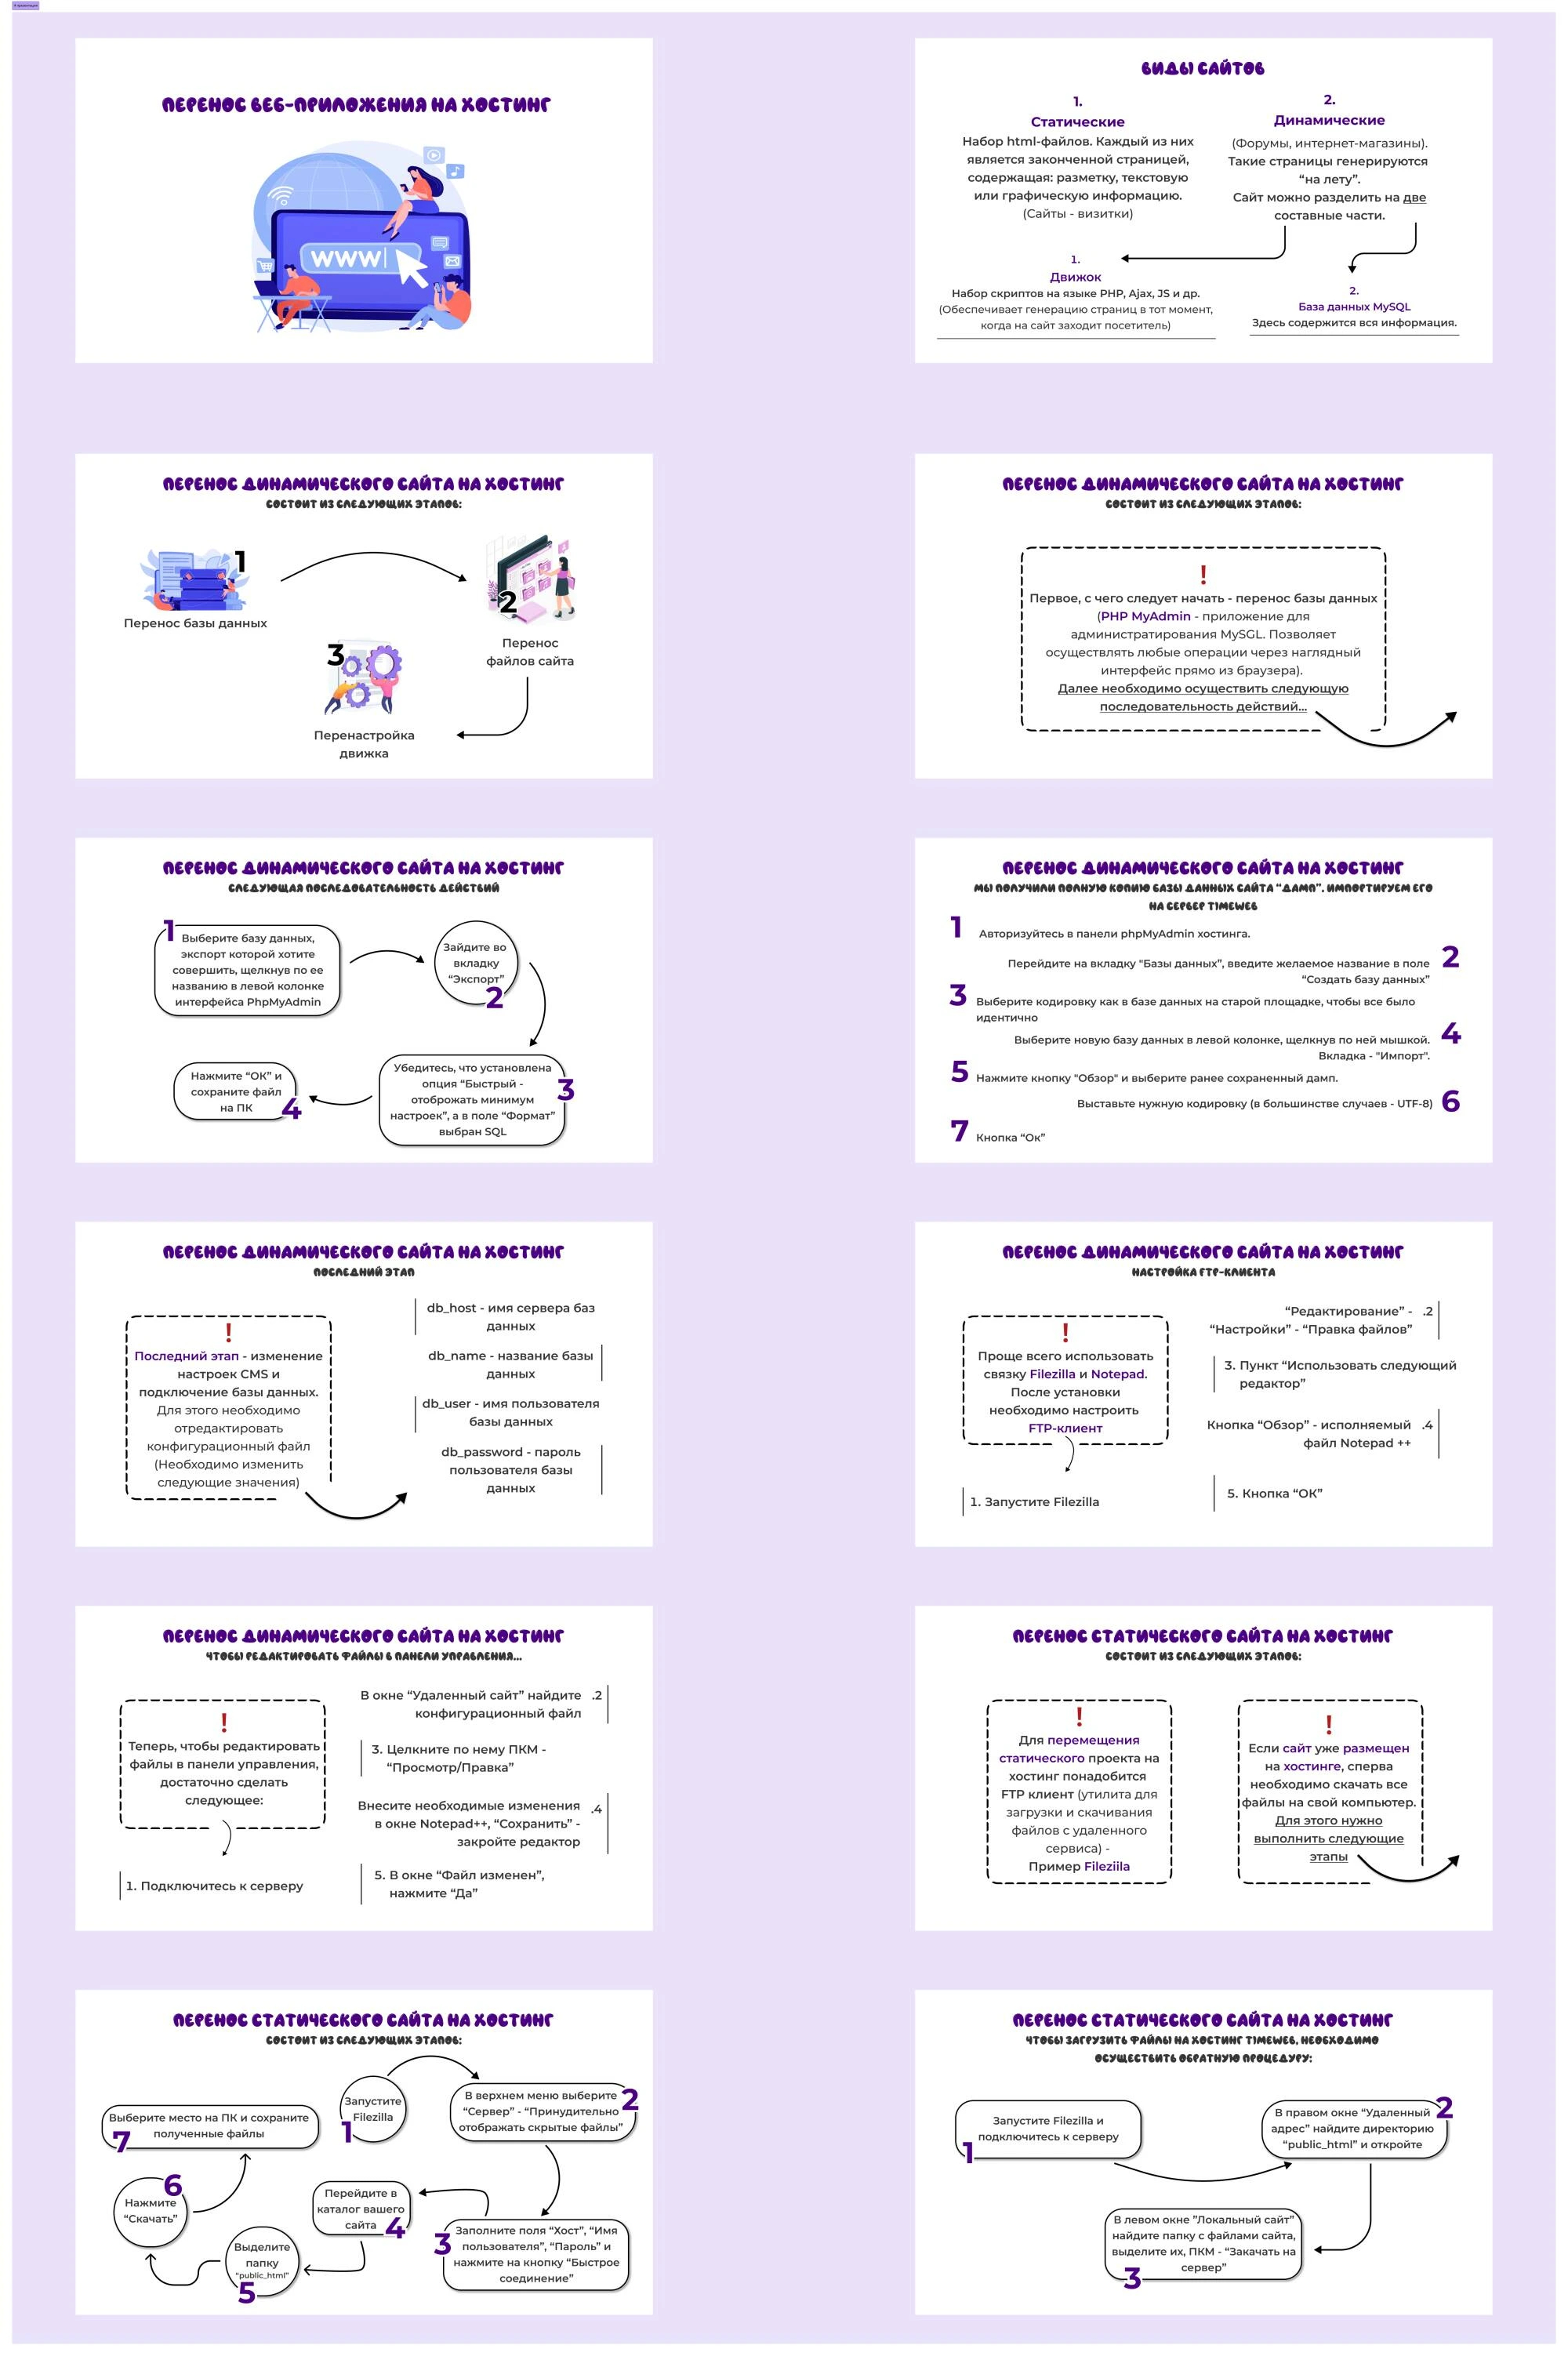 ПЕРЕНОС ВЕБ-ПРИЛОЖЕНИЯ НА ХОСТИНГ
WWW
ВИДЫ САЙТОВ
1.
Статические
Набор html-файлов. Каждый из них
является законченной страницей,
содержащая: разметку, текстовую
или графическую информацию.
(Сайты - визитки)
2.
Динамические
(Форумы, интернет-магазины).
Такие страницы генерируются
“на лету”.
Сайт можно разделить на две
составные части.
1.
Движок
Набор скриптов на языке PHP, Ajax, JS и др.
(Обеспечивает генерацию страниц в тот момент,
когда на сайт заходит посетитель)
2.
База данных MySQL
Здесь содержится вся информация.
ПЕРЕНОС ДИНАМИЧЕСКОГО САЙТА НА ХОСТИНГ
СОСТОИТ ИЗ СЛЕДУЮЩИХ ЭТАПОВ:
1
Перенос базы данных
2
Перенос
файлов сайта
3
Перенастройка
движка
ПЕРЕНОС ДИНАМИЧЕСКОГО САЙТА НА ХОСТИНГ
СОСТОИТ ИЗ СЛЕДУЮЩИХ ЭТАПОВ:
!
Первое, с чего следует начать - перенос базы данных
(PHP MyAdmin - приложение для
администратирования MySGL. Позволяет
осуществлять любые операции через наглядный
интерфейс прямо из браузера).
Далее необходимо осуществить следующую
последовательность действий...
ПЕРЕНОС ДИНАМИЧЕСКОГО САЙТА НА ХОСТИНГ
СЛЕДУЮЩАЯ ПОСЛЕДОВАТЕЛЬНОСТЬ ДЕЙСТВИЙ
1
Выберите базу данных,
экспорт которой хотите
совершить, щелкнув по ее
названию в левой колонке
интерфейса PhpMyAdmin
Зайдите во
вкладку
“Экспорт”
2
Убедитесь, что установлена
опция “Быстрый -
отоброжать минимум
настроек”, а в поле “Формат”
выбран SQL
3
Нажмите “ОК” и
сохраните файл
на ПК
4
ПЕРЕНОС ДИНАМИЧЕСКОГО САЙТА НА ХОСТИНГ
МЫ ПОЛУЧИЛИ ПОЛНУЮ КОПИЮ БАЗЫ ДАННЫХ САЙТА “ДАМП”. ИМПОРТИРУЕМ ЕГО
НА СЕРВЕР TIMEWEB
1 Авторизуйтесь в панели phpMyAdmin хостинга.
Перейдите на вкладку "Базы данных”, введите желаемое название в поле 2
“Создать базу данных”
3 Выберите кодировку как в базе данных на старой площадке, чтобы все было
идентично
Выберите новую базу данных в левой колонке, щелкнув по ней мышкой. 4
Вкладка - "Импорт".
5 Нажмите кнопку "Обзор" и выберите ранее сохраненный дамп.
Выставьте нужную кодировку (в большинстве случаев - UTF-8) 6
7 Кнопка “Ок”
ПЕРЕНОС ДИНАМИЧЕСКОГО САЙТА НА ХОСТИНГ
ПОСЛЕДНИЙ ЭТАП
!
Последний этап - изменение
настроек CMS и
подключение базы данных.
Для этого необходимо
отредактировать
конфигурационный файл
(Необходимо изменить
следующие значения)
db_host - имя сервера баз
данных
db_name - название базы
данных
db_user - имя пользователя
базы данных
db_password - пароль
пользователя базы
данных
ПЕРЕНОС ДИНАМИЧЕСКОГО САЙТА НА ХОСТИНГ
НАСТРОЙКА FTP-КЛИЕНТА
!
Проще всего использовать
связку Filezilla и Notepad.
После установки
необходимо настроить
FTP-клиент
1. Запустите Filezilla
“Редактирование” - .2
“Настройки” - “Правка файлов”
3. Пункт “Использовать следующий
редактор”
Кнопка “Обзор” - исполняемый .4
файл Notepad ++
5. Кнопка “ОК”
ПЕРЕНОС ДИНАМИЧЕСКОГО САЙТА НА ХОСТИНГ
ЧТОБЫ РЕДАКТИРОВАТЬ ФАЙЛЫ В ПАНЕЛИ УПРАВЛЕНИЯ...
!
Теперь, чтобы редактировать
файлы в панели управления,
достаточно сделать
следующее:
1. Подключитесь к серверу
В окне “Удаленный сайт” найдите .2
конфигурационный файл
3. Целкните по нему ПКМ -
“Просмотр/Правка”
Внесите необходимые изменения .4
в окне Notepad++, “Сохранить” -
закройте редактор
5. В окне “Файл изменен”,
нажмите “Да”
ПЕРЕНОС СТАТИЧЕСКОГО САЙТА НА ХОСТИНГ
СОСТОИТ ИЗ СЛЕДУЮЩИХ ЭТАПОВ:
!
Для перемещения
статического проекта на
хостинг понадобится
FTP клиент (утилита для
загрузки и скачивания
файлов с удаленного
сервиса) -
Пример Fileziila
!
Если сайт уже размещен
на хостинге, сперва
необходимо скачать все
файлы на свой компьютер.
Для этого нужно
выполнить следующие
этапы
ПЕРЕНОС СТАТИЧЕСКОГО САЙТА НА ХОСТИНГ
СОСТОИТ ИЗ СЛЕДУЮЩИХ ЭТАПОВ:
Запустите
Filezilla
1
В верхнем меню выберите
“Сервер” - “Принудительно
отображать скрытые файлы”
2
3
Заполните поля “Хост”, “Имя
пользователя”, “Пароль” и
нажмите на кнопку “Быстрое
соединение”
Перейдите в
каталог вашего
сайта
4
Выделите
папку
“public_html”
5
6
Нажмите
“Скачать”
Выберите место на ПК и сохраните
полученные файлы
7
ПЕРЕНОС СТАТИЧЕСКОГО САЙТА НА ХОСТИНГ
ЧТОБЫ ЗАГРУЗИТЬ ФАЙЛЫ НА ХОСТИНГ TIMEWEB, НЕОБХОДИМО
ОСУЩЕСТВИТЬ ОБРАТНУЮ ПРОЦЕДУРУ:
Запустите Filezilla и
подключитесь к серверу
1
В правом окне “Удаленный
адрес” найдите директорию
“public_html” и откройте
2
В левом окне ”Локальный сайт”
найдите папку с файлами сайта,
выделите их, ПКМ - “Закачать на
сервер”
3